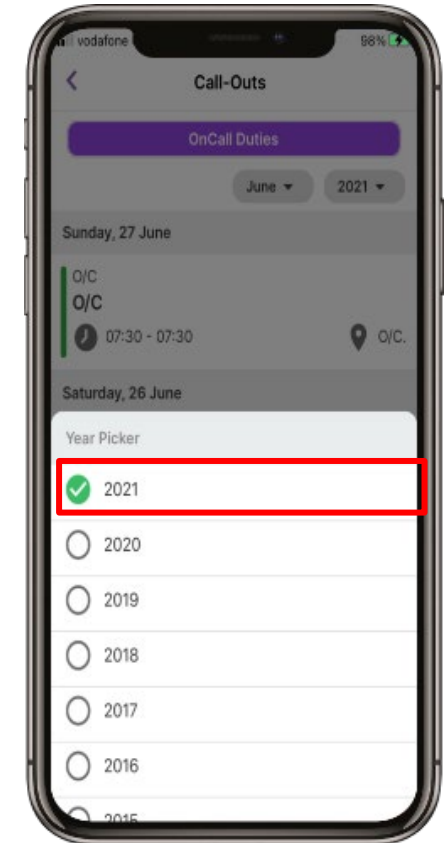 vodafone 98%
Call-Outs
OnCall Duties
June 2021
Sunday, 27 June
O/C
O/C
07:30 - 07:30 O/C.
Saturday, 26 June
Year Picker
2021
2020
2019
2018
2017
2016
2015